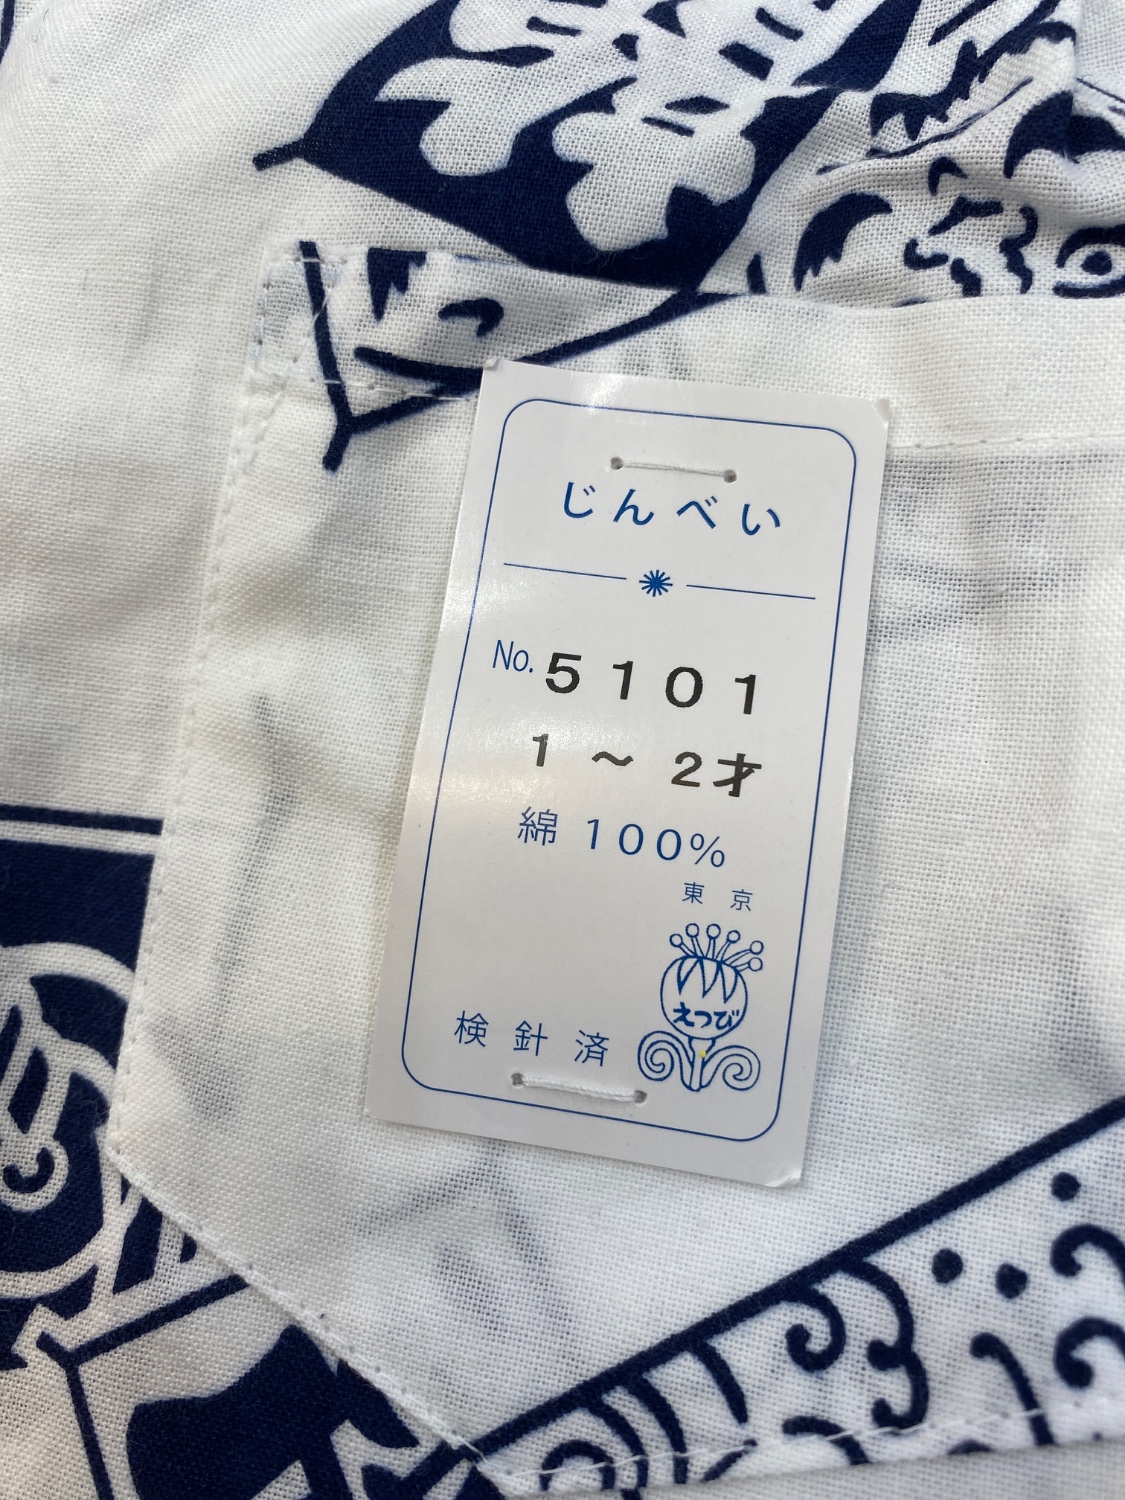 じんべい
No. 5101
1～2才
綿 100%
東京
えつび
検針済